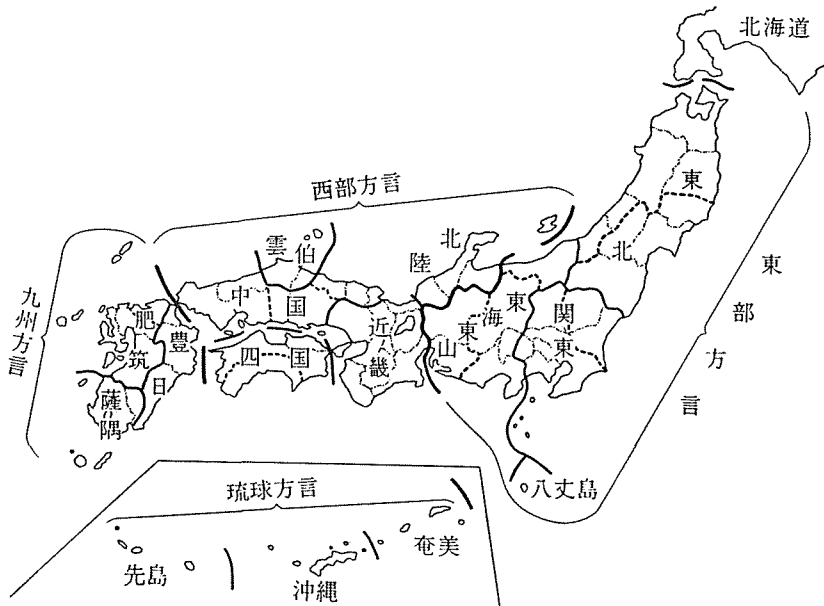 北海道
東北
東部方言
西部方言
北陸
雲伯
中国
近畿
東海東山
関東
八丈島
四国
九州方言
肥筑
豊日
薩隅
琉球方言
奄美
沖縄
先島